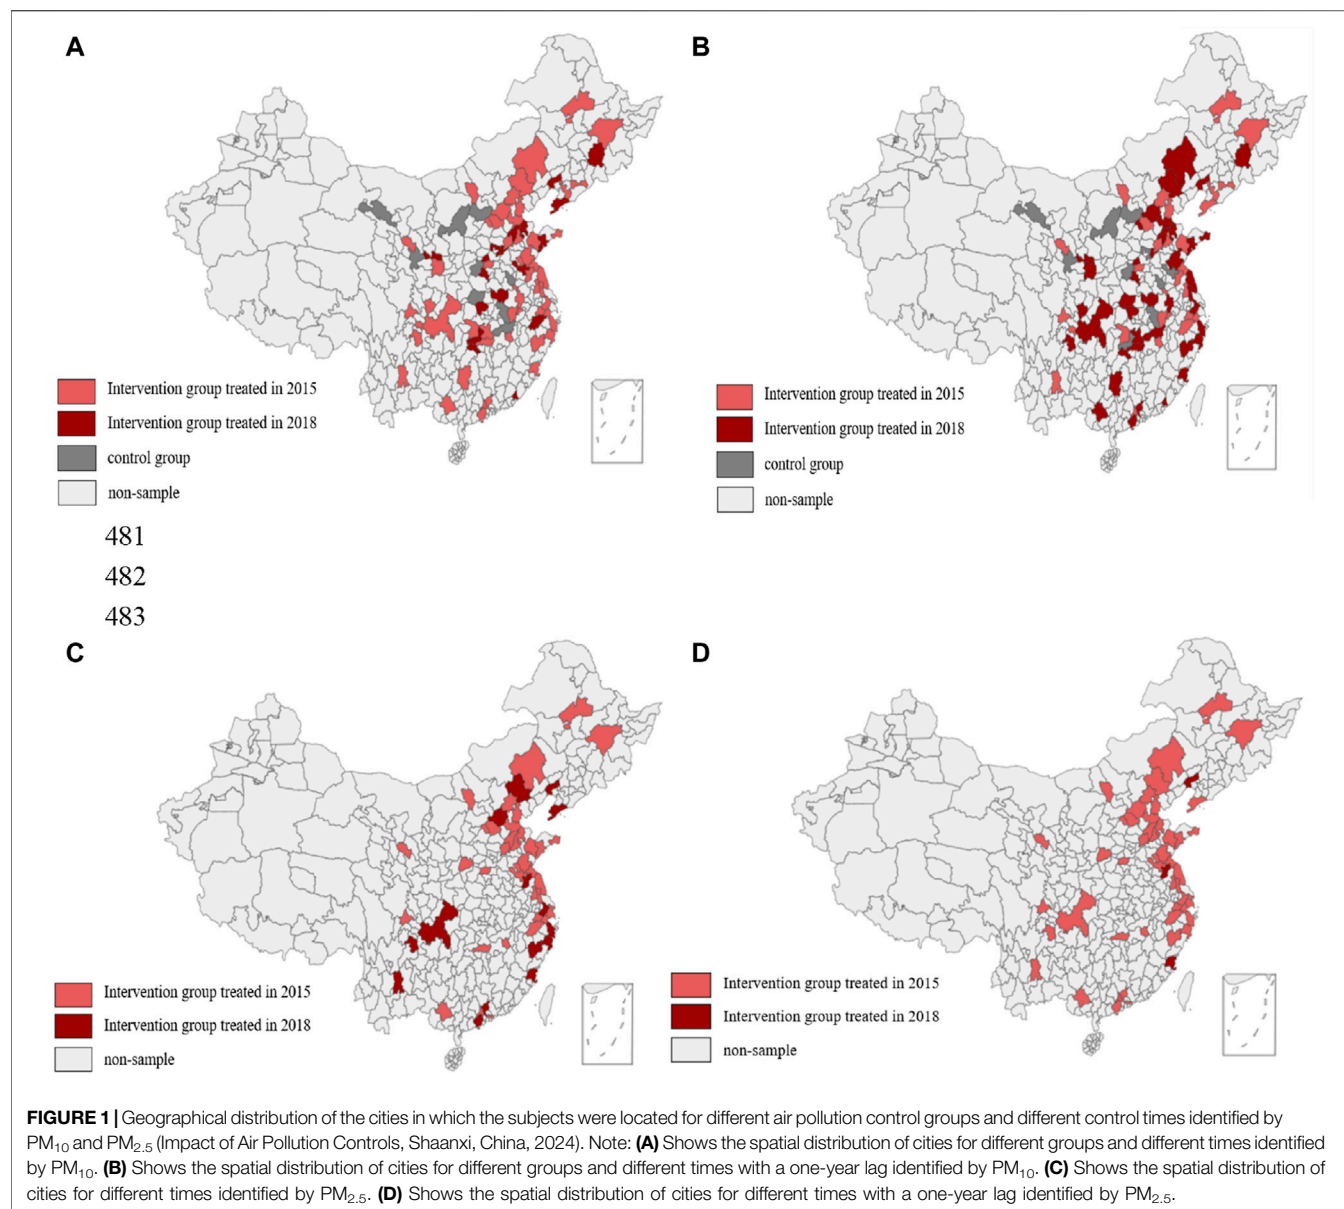 A
B
Intervention group treated in 2015
Intervention group treated in 2018
control group
non-sample
Intervention group treated in 2015
Intervention group treated in 2018
control group
non-sample
481
482
483
C
D
Intervention group treated in 2015
Intervention group treated in 2018
non-sample
Intervention group treated in 2015
Intervention group treated in 2018
non-sample
FIGURE 1 | Geographical distribution of the cities in which the subjects were located for different air pollution control groups and different control times identified by
PM10 and PM2.5 (Impact of Air Pollution Controls, Shaanxi, China, 2024). Note: (A) Shows the spatial distribution of cities for different groups and different times identified
by PM10. (B) Shows the spatial distribution of cities for different groups and different times with a one-year lag identified by PM10. (C) Shows the spatial distribution of
cities for different times identified by PM2.5. (D) Shows the spatial distribution of cities for different times with a one-year lag identified by PM2.5.